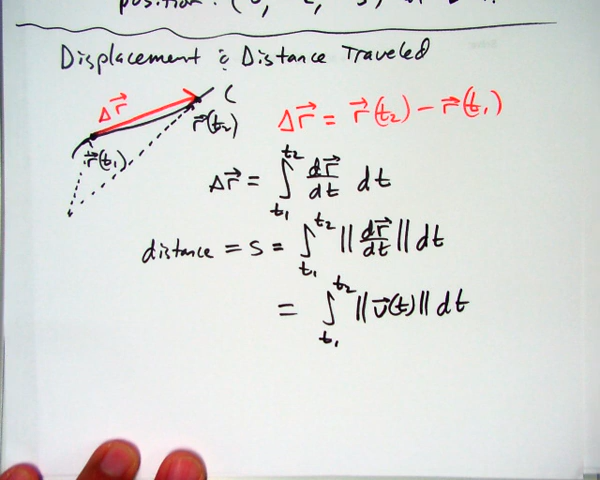 position : (
Displacement & Distance Traveled
Δr⃗
C
r⃗(t₂)
r⃗(t₁)
Δr⃗ = r⃗(t₂) − r⃗(t₁)
Δr⃗ = ∫_{t₁}^{t₂} dr⃗/dt dt
distance = s = ∫_{t₁}^{t₂} ‖dr⃗/dt‖ dt
= ∫_{t₁}^{t₂} ‖v⃗(t)‖ dt